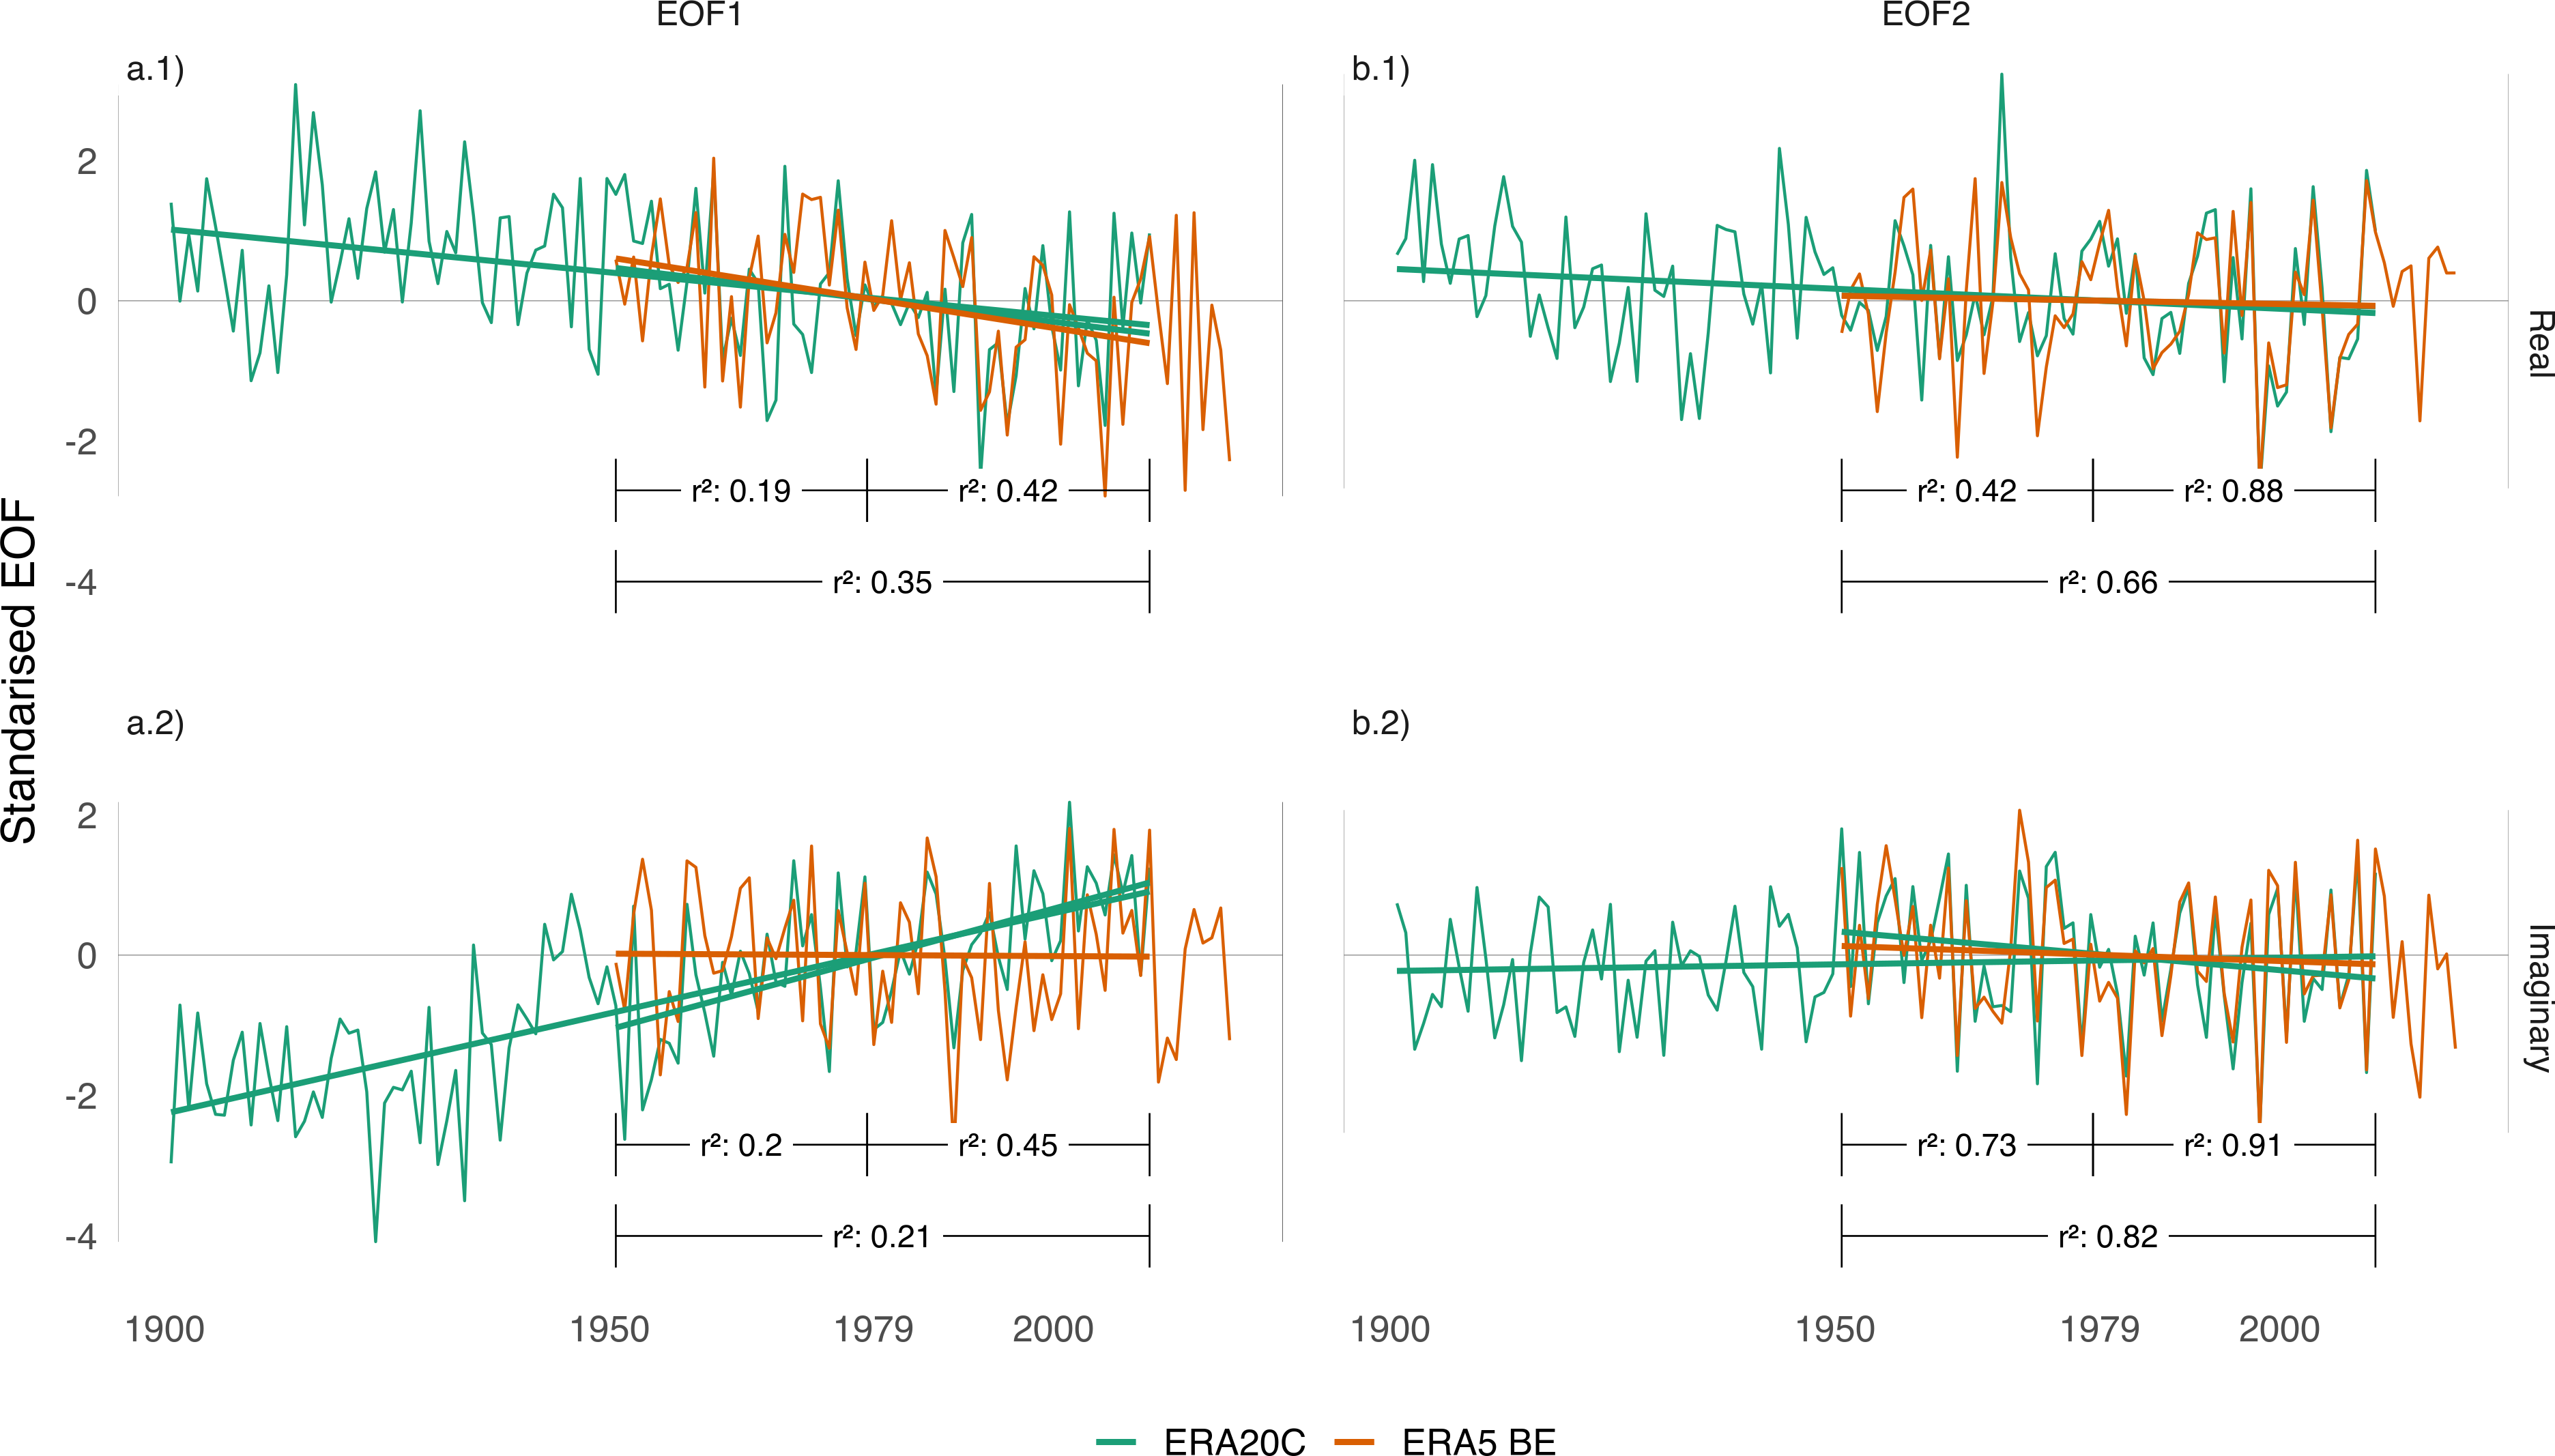 EOF1
EOF2
a.1)
b.1)
2
0
-2
-4
r²: 0.19
r²: 0.42
r²: 0.35
r²: 0.42
r²: 0.88
r²: 0.66
Real
Standarised EOF
a.2)
b.2)
2
0
-2
-4
r²: 0.2
r²: 0.45
r²: 0.21
r²: 0.73
r²: 0.91
r²: 0.82
Imaginary
1900 1950 1979 2000
1900 1950 1979 2000
ERA20C ERA5 BE